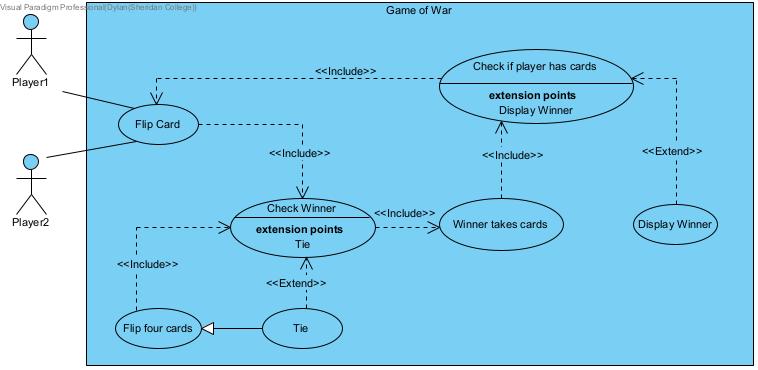 Visual Paradigm Professional(Dylan(Sheridan College))
Game of War
Player1
<<Include>>
Check if player has cards
extension points
Display Winner
Flip Card
<<Include>>
<<Include>>
<<Extend>>
Player2
Check Winner
extension points
Tie
<<Include>>
Winner takes cards
Display Winner
<<Include>>
<<Extend>>
Flip four cards
Tie